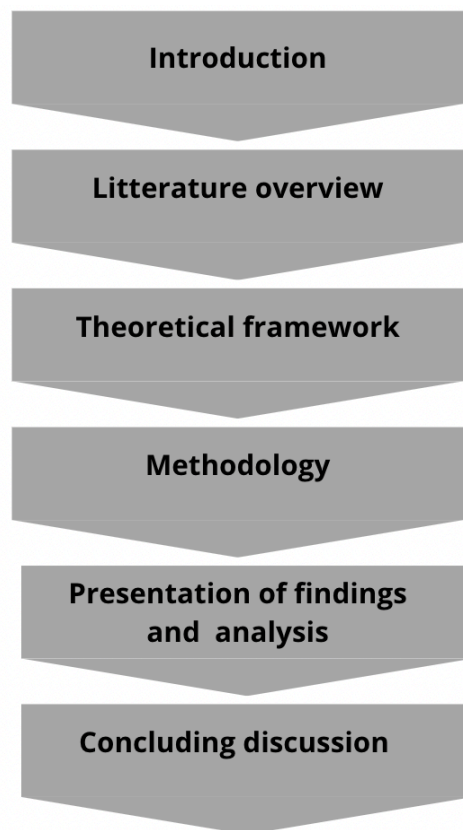 Introduction
Litterature overview
Theoretical framework
Methodology
Presentation of findings
and  analysis
Concluding discussion